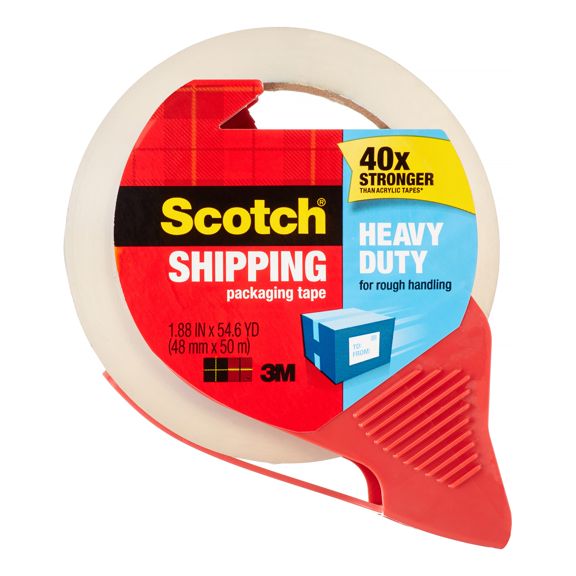 40x
STRONGER
THAN ACRYLIC TAPES*
Scotch®
SHIPPING
packaging tape
HEAVY
DUTY
for rough handling
1.88 IN x 54.6 YD
(48 mm x 50 m)
3M
TO:
FROM: